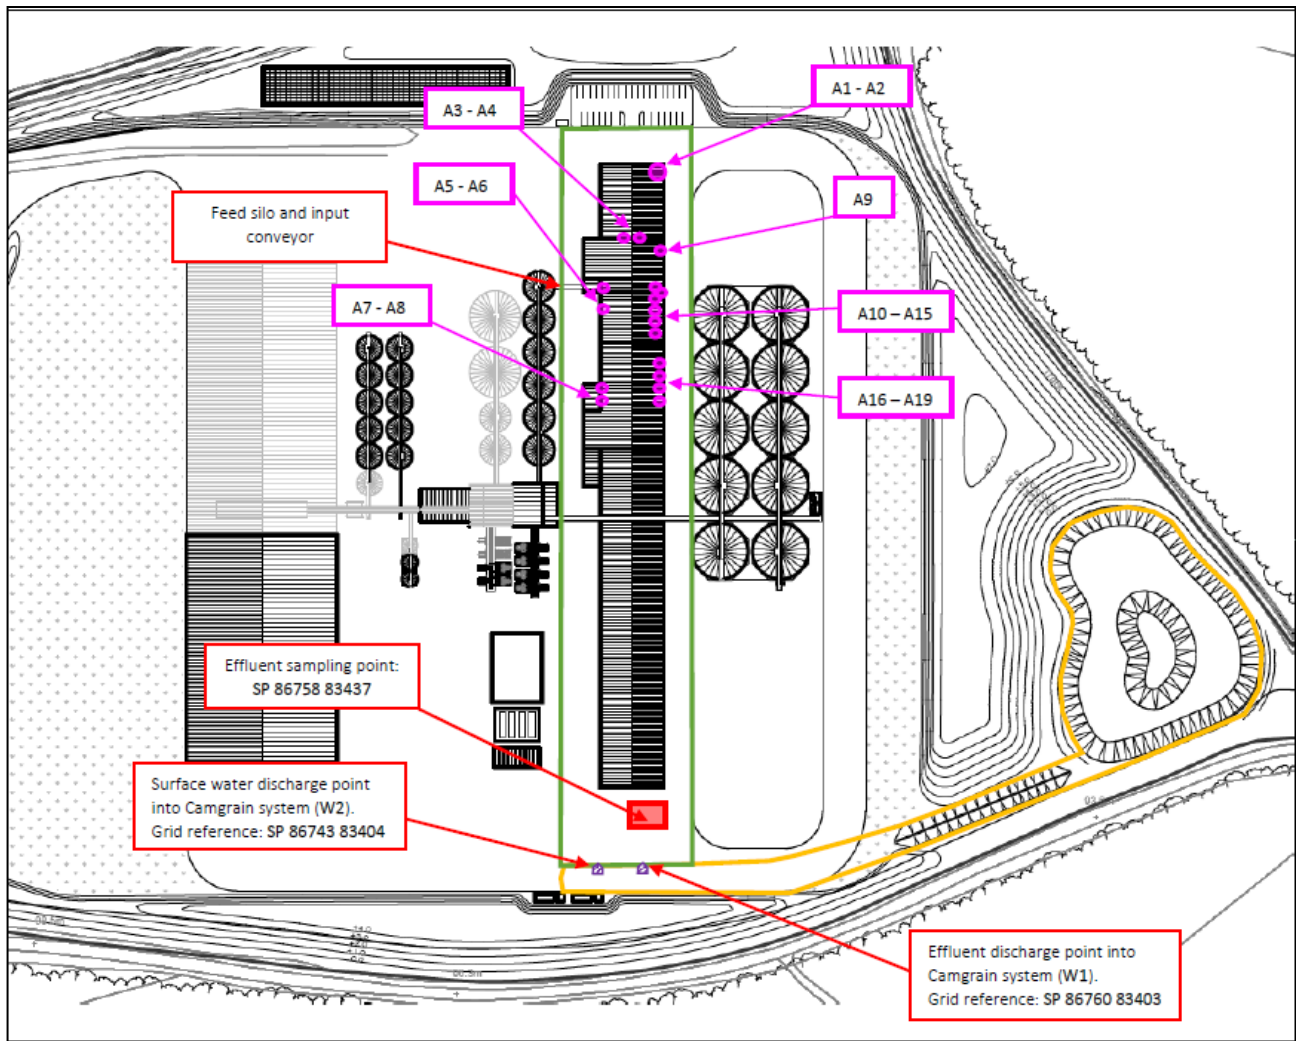 A1 - A2
A3 - A4
A5 - A6
A9
Feed silo and input
conveyor
A7 - A8
A10 – A15
A16 – A19
Effluent sampling point:
SP 86758 83437
Surface water discharge point
into Camgrain system (W2).
Grid reference: SP 86743 83404
Effluent discharge point into
Camgrain system (W1).
Grid reference: SP 86760 83403